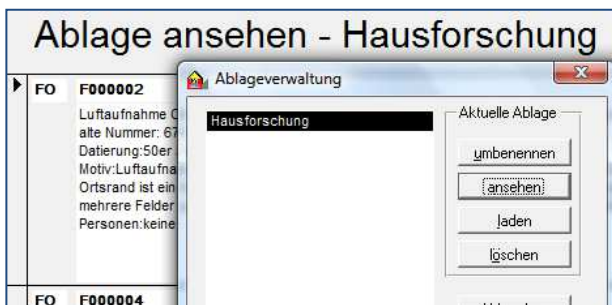 Ablage ansehen - Hausforschung
FO F000002
Luftaufnahme
alte Nummer: 67
Datierung:50er
Motiv:Luftaufna
Ortsrand ist ein
mehrere Felder
Personen:keine
Ablageverwaltung
Hausforschung
Aktuelle Ablage
umbenennen
ansehen
laden
löschen
FO F000004